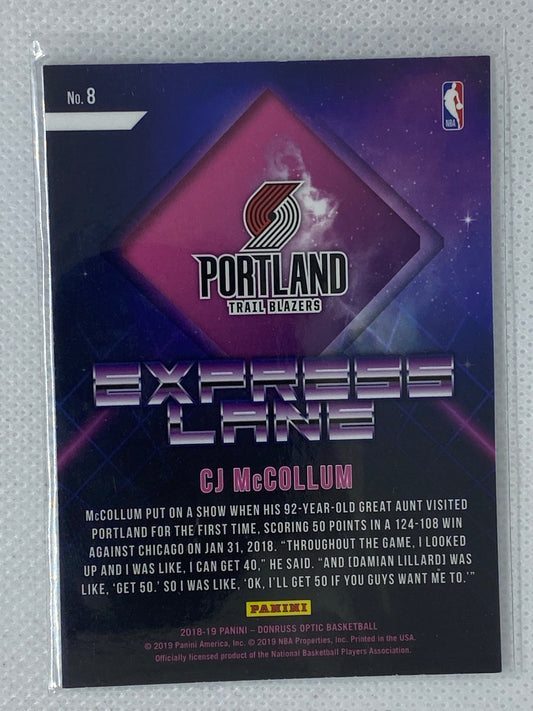 No. 8
NBA
PORTLAND
TRAIL BLAZERS
EXPRESS
LANE
CJ McCOLLUM
McCOLLUM PUT ON A SHOW WHEN HIS 92-YEAR-OLD GREAT AUNT VISITED
PORTLAND FOR THE FIRST TIME, SCORING 50 POINTS IN A 124-108 WIN
AGAINST CHICAGO ON JAN 31, 2018. “THROUGHOUT THE GAME, I LOOKED
UP AND I WAS LIKE, I CAN GET 40,” HE SAID. “AND (DAMIAN LILLARD) WAS
LIKE, ‘GET 50.’ SO I WAS LIKE, ‘OK, I’LL GET 50 IF YOU GUYS WANT ME TO.’”
PANINI
2018-19 PANINI – DONRUSS OPTIC BASKETBALL
© 2019 Panini America, Inc. © 2019 NBA Properties, Inc. Printed in the USA.
Officially licensed product of the National Basketball Players Association.